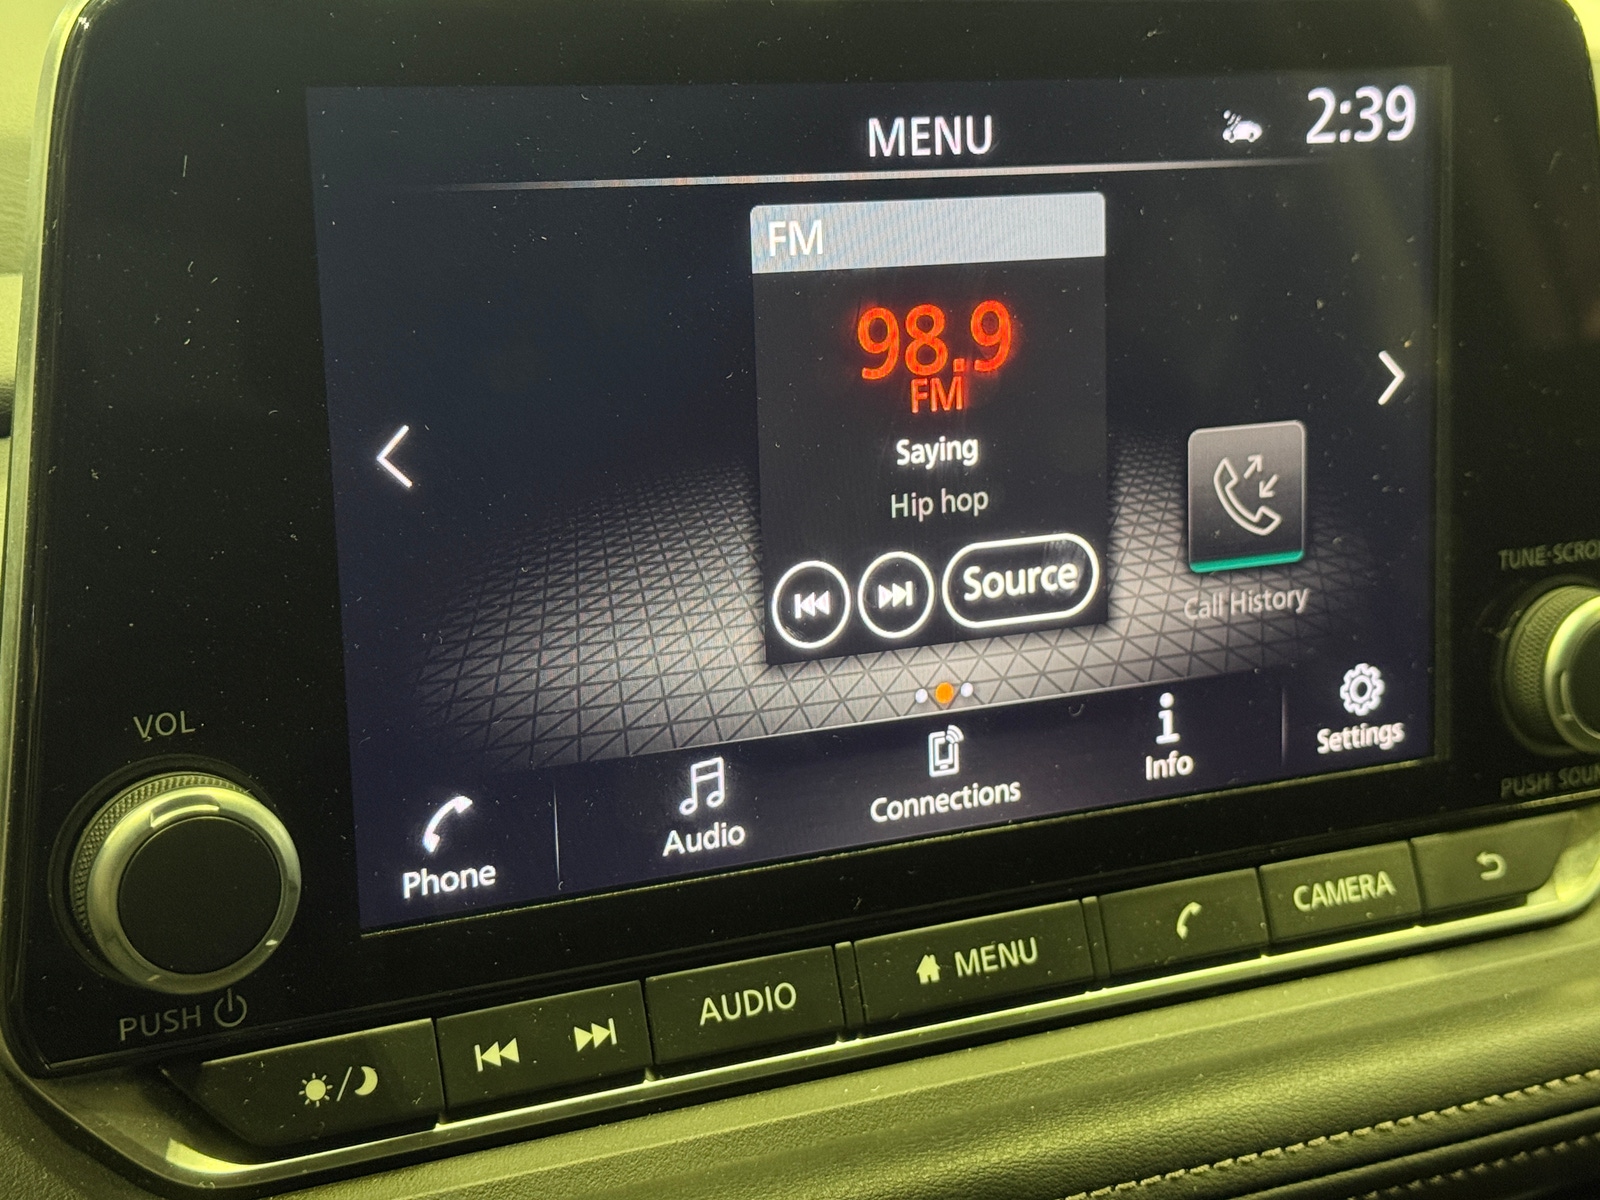 MENU
2:39
FM
98.9
FM
Saying
Hip hop
Source
Call History
Phone
Audio
Connections
Info
Settings
VOL
PUSH
AUDIO
MENU
CAMERA
TUNE·SCRO
PUSH SOUN